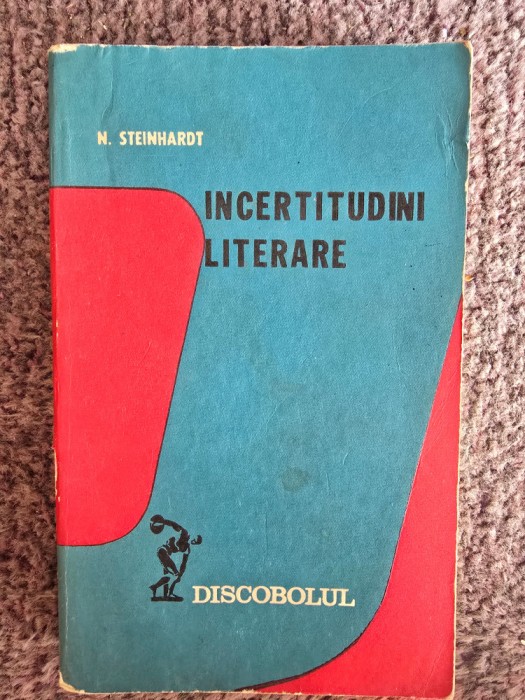 N. STEINHARDT
INCERTITUDINI
LITERARE
DISCOBOLUL